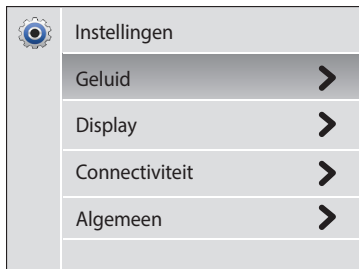 Instellingen
Geluid
Display
Connectiviteit
Algemeen